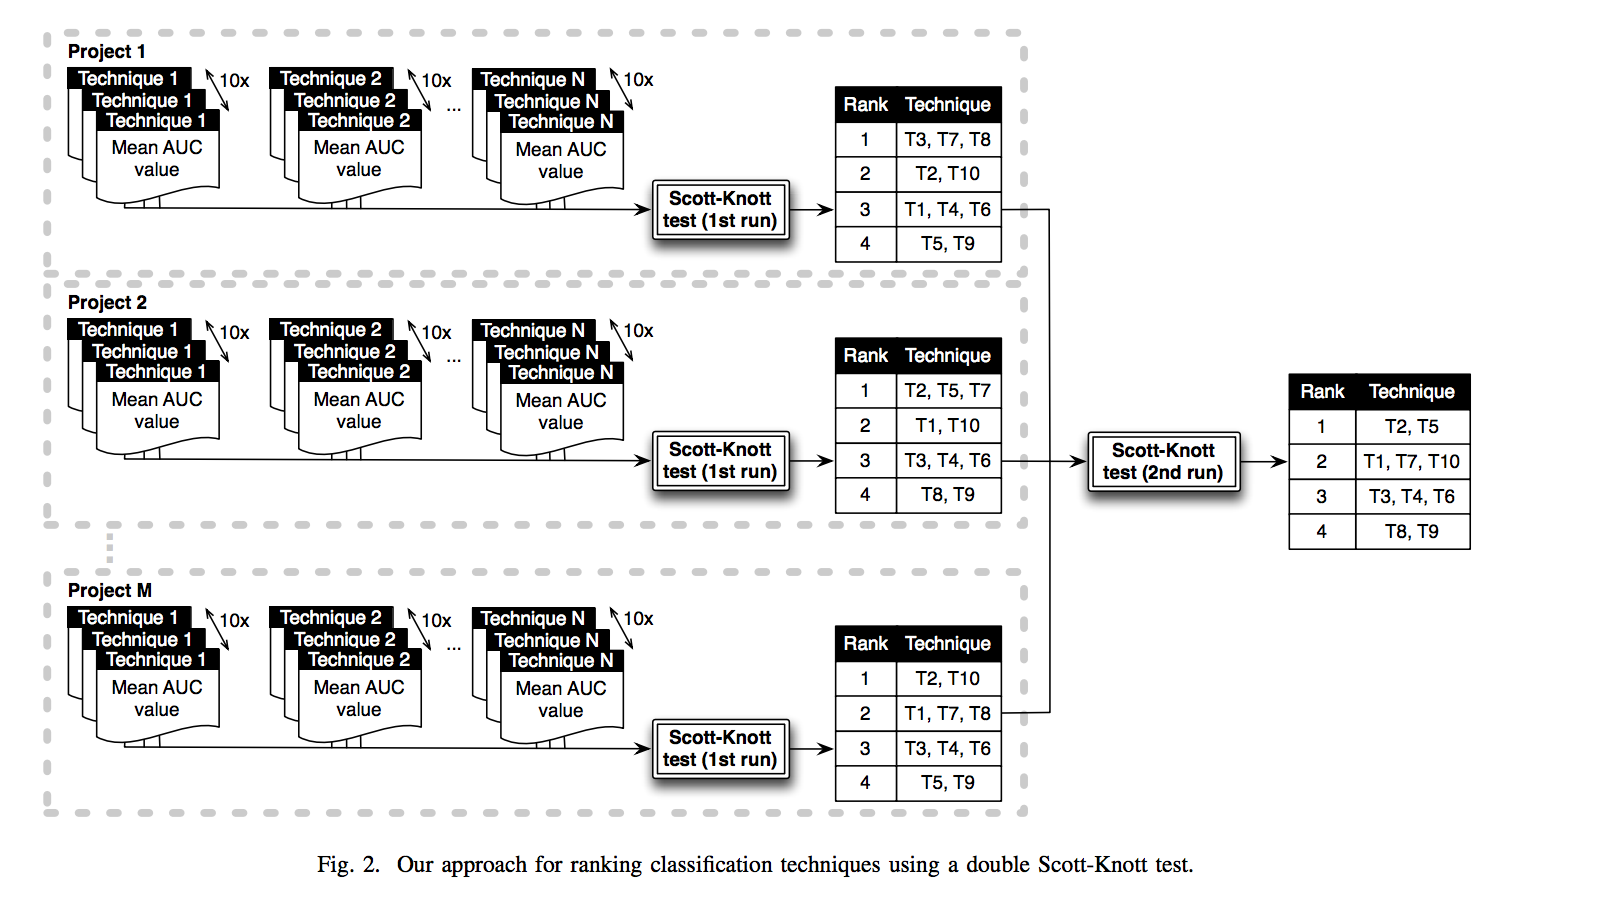 Project 1
Technique 1
Technique 1
Technique 1
Mean AUC
value
10x
Technique 2
Technique 2
Technique 2
Mean AUC
value
10x
...
Technique N
Technique N
Technique N
Mean AUC
value
10x
Scott-Knott
test (1st run)
Rank Technique
1 T3, T7, T8
2 T2, T10
3 T1, T4, T6
4 T5, T9
Project 2
Technique 1
Technique 1
Technique 1
Mean AUC
value
10x
Technique 2
Technique 2
Technique 2
Mean AUC
value
10x
...
Technique N
Technique N
Technique N
Mean AUC
value
10x
Scott-Knott
test (1st run)
Rank Technique
1 T2, T5, T7
2 T1, T10
3 T3, T4, T6
4 T8, T9
Project M
Technique 1
Technique 1
Technique 1
Mean AUC
value
10x
Technique 2
Technique 2
Technique 2
Mean AUC
value
10x
...
Technique N
Technique N
Technique N
Mean AUC
value
10x
Scott-Knott
test (1st run)
Rank Technique
1 T2, T10
2 T1, T7, T8
3 T3, T4, T6
4 T5, T9
Scott-Knott
test (2nd run)
Rank Technique
1 T2, T5
2 T1, T7, T10
3 T3, T4, T6
4 T8, T9
Fig. 2. Our approach for ranking classification techniques using a double Scott-Knott test.